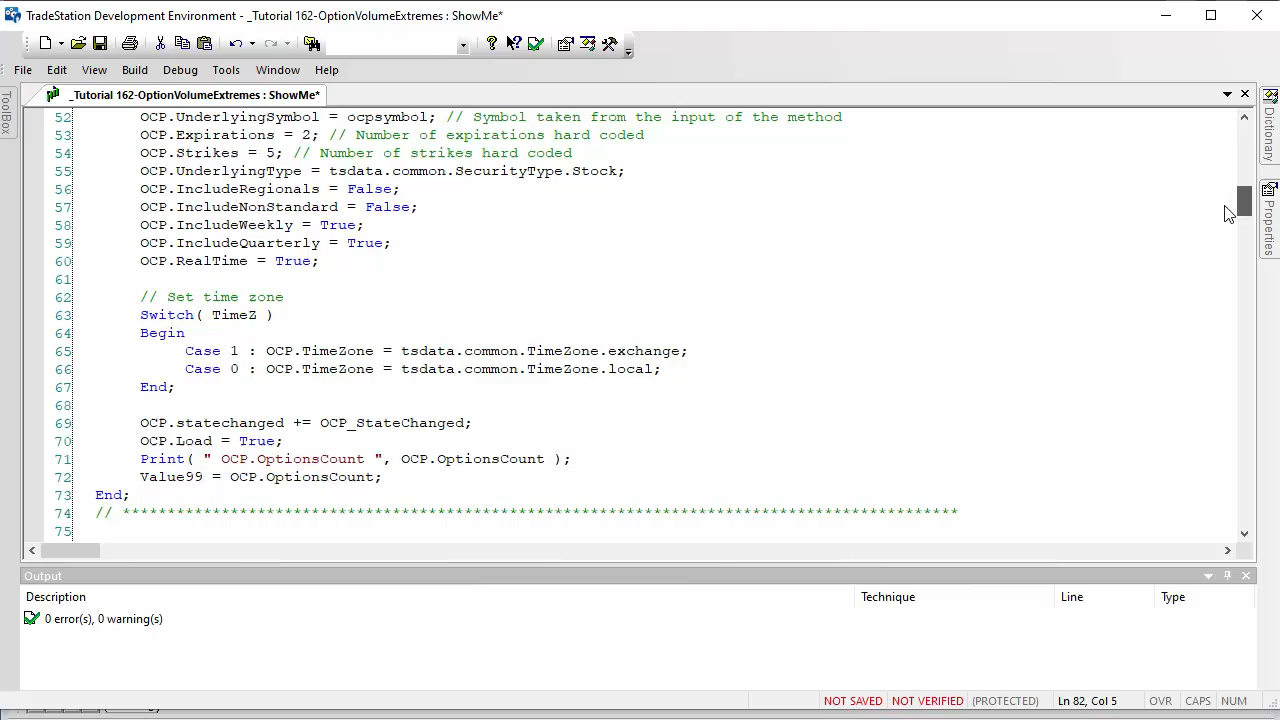 TradeStation Development Environment - _Tutorial 162-OptionVolumeExtremes : ShowMe*
File Edit View Build Debug Tools Window Help
ToolBox
_Tutorial 162-OptionVolumeExtremes : ShowMe*
Dictionary
Properties
52 OCP.UnderlyingSymbol = ocpsymbol; // Symbol taken from the input of the method
53 OCP.Expirations = 2; // Number of expirations hard coded
54 OCP.Strikes = 5; // Number of strikes hard coded
55 OCP.UnderlyingType = tsdata.common.SecurityType.Stock;
56 OCP.IncludeRegionals = False;
57 OCP.IncludeNonStandard = False;
58 OCP.IncludeWeekly = True;
59 OCP.IncludeQuarterly = True;
60 OCP.RealTime = True;
61
62 // Set time zone
63 Switch( TimeZ )
64 Begin
65 Case 1 : OCP.TimeZone = tsdata.common.TimeZone.exchange;
66 Case 0 : OCP.TimeZone = tsdata.common.TimeZone.local;
67 End;
68
69 OCP.statechanged += OCP_StateChanged;
70 OCP.Load = True;
71 Print( " OCP.OptionsCount ", OCP.OptionsCount );
72 Value99 = OCP.OptionsCount;
73 End;
74 // *********************************************************************************************
75
Output
Description Technique Line Type
0 error(s), 0 warning(s)
NOT SAVED NOT VERIFIED (PROTECTED) Ln 82, Col 5 OVR CAPS NUM